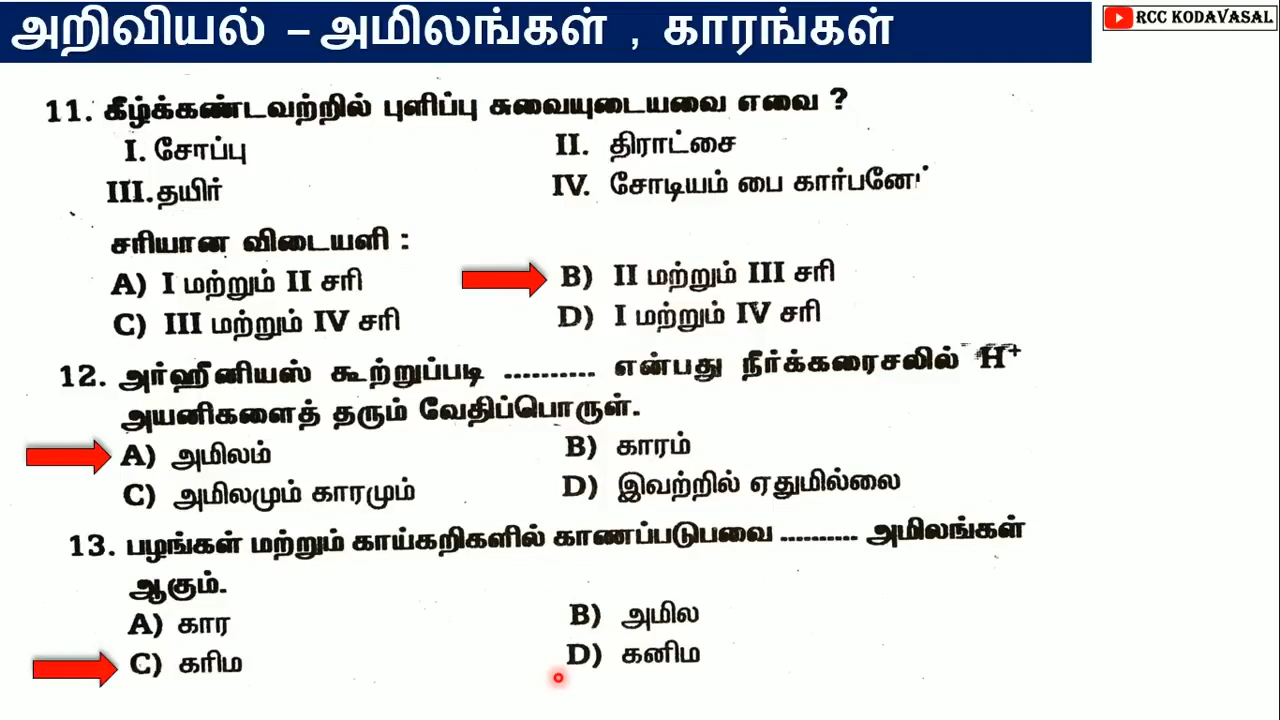 அறிவியல் – அமிலங்கள் , காரங்கள்
RCC KODAVASAL
11. கீழ்க்கண்டவற்றில் புளிப்பு சுவையுடையவை எவை ?
I. சோப்பு II. திராட்சை
III. தயிர் IV. சோடியம் பை கார்பனேட்
சரியான விடையளி :
A) I மற்றும் II சரி B) II மற்றும் III சரி
C) III மற்றும் IV சரி D) I மற்றும் IV சரி
12. அர்ஹீனியஸ் கூற்றுப்படி .......... என்பது நீர்க்கரைசலில் H⁺
அயனிகளைத் தரும் வேதிப்பொருள்.
A) அமிலம் B) காரம்
C) அமிலமும் காரமும் D) இவற்றில் ஏதுமில்லை
13. பழங்கள் மற்றும் காய்கறிகளில் காணப்படுபவை .......... அமிலங்கள்
ஆகும்.
A) கார B) அமில
C) கரிம D) கனிம